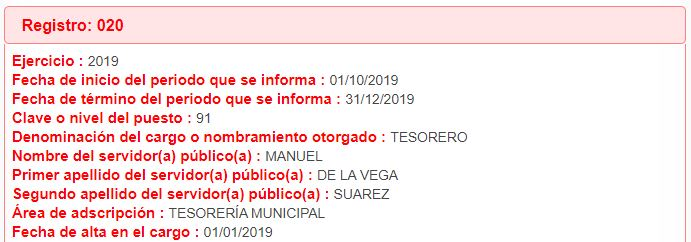 Registro: 020
Ejercicio : 2019
Fecha de inicio del periodo que se informa : 01/10/2019
Fecha de término del periodo que se informa : 31/12/2019
Clave o nivel del puesto : 91
Denominación del cargo o nombramiento otorgado : TESORERO
Nombre del servidor(a) público(a) : MANUEL
Primer apellido del servidor(a) público(a) : DE LA VEGA
Segundo apellido del servidor(a) público(a) : SUAREZ
Área de adscripción : TESORERÍA MUNICIPAL
Fecha de alta en el cargo : 01/01/2019